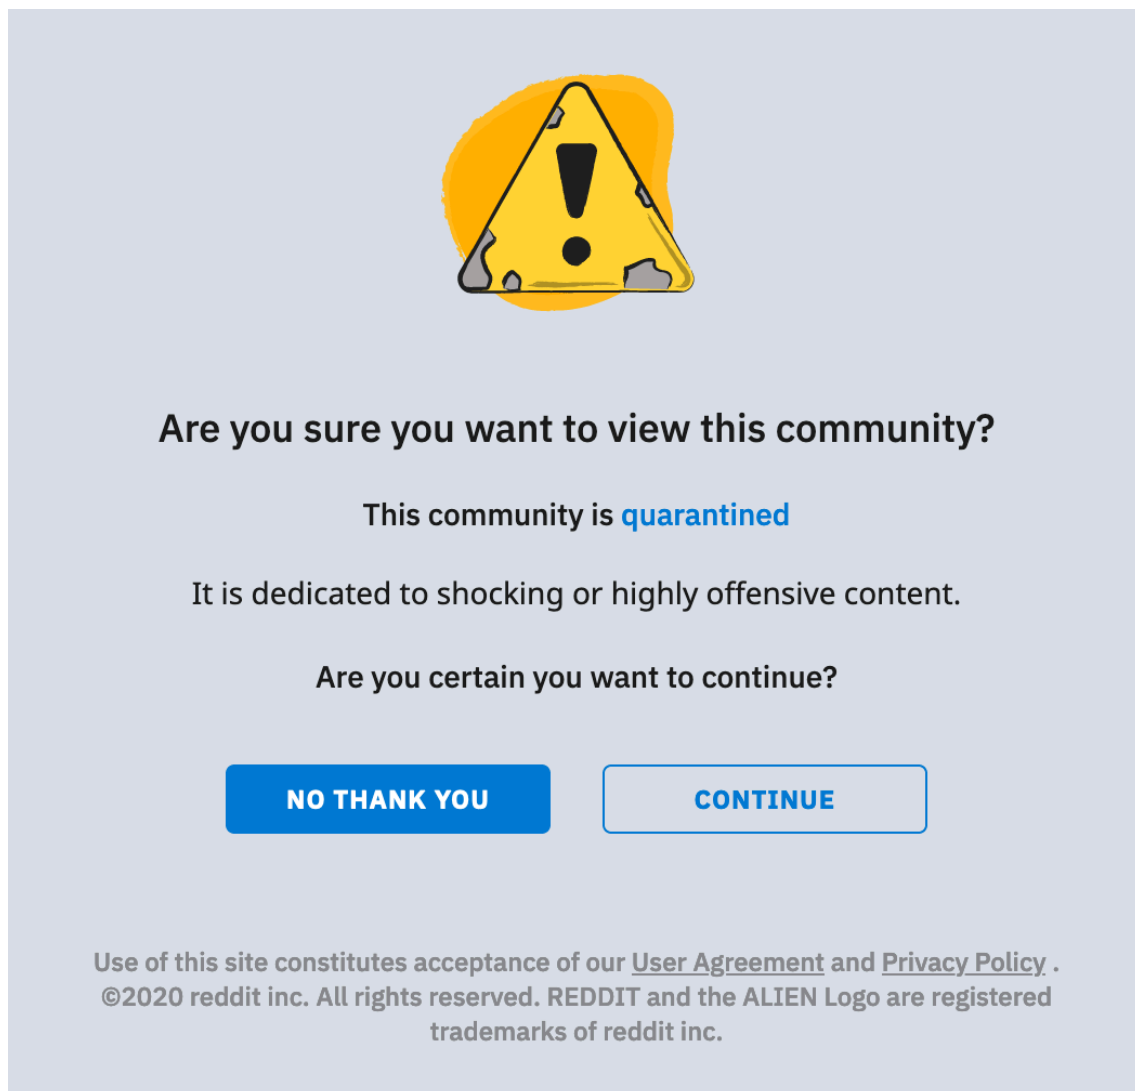 Are you sure you want to view this community?
This community is quarantined
It is dedicated to shocking or highly offensive content.
Are you certain you want to continue?
NO THANK YOU
CONTINUE
Use of this site constitutes acceptance of our User Agreement and Privacy Policy .
©2020 reddit inc. All rights reserved. REDDIT and the ALIEN Logo are registered
trademarks of reddit inc.